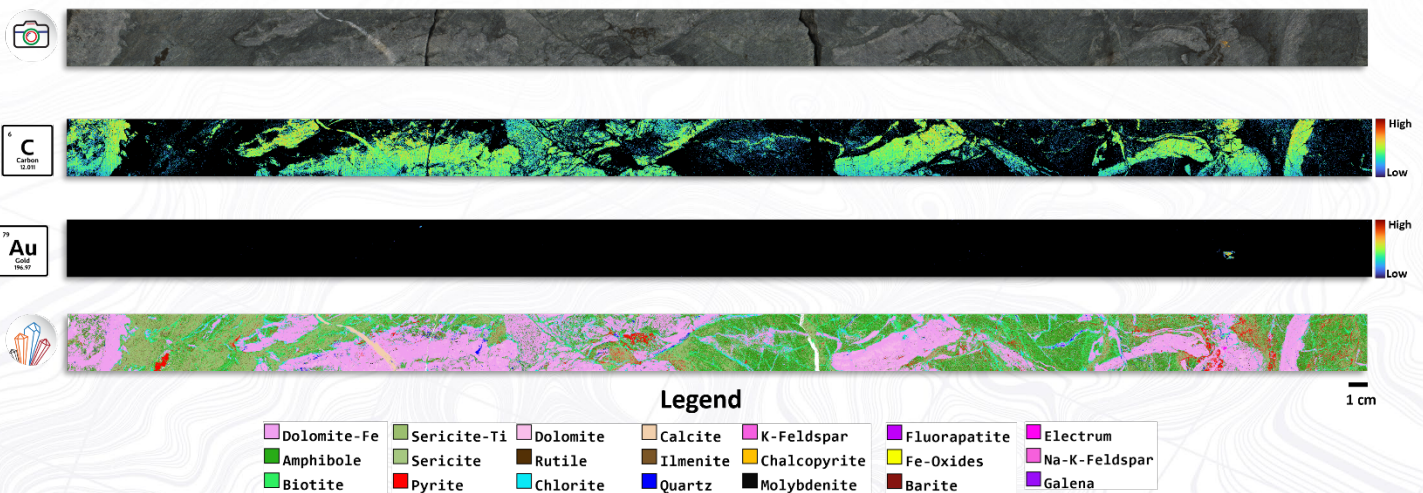 6
C
Carbon
12.011
High
Low
79
Au
Gold
196.97
High
Low
Legend
1 cm
Dolomite-Fe
Sericite-Ti
Dolomite
Calcite
K-Feldspar
Fluorapatite
Electrum
Amphibole
Sericite
Rutile
Ilmenite
Chalcopyrite
Fe-Oxides
Na-K-Feldspar
Biotite
Pyrite
Chlorite
Quartz
Molybdenite
Barite
Galena